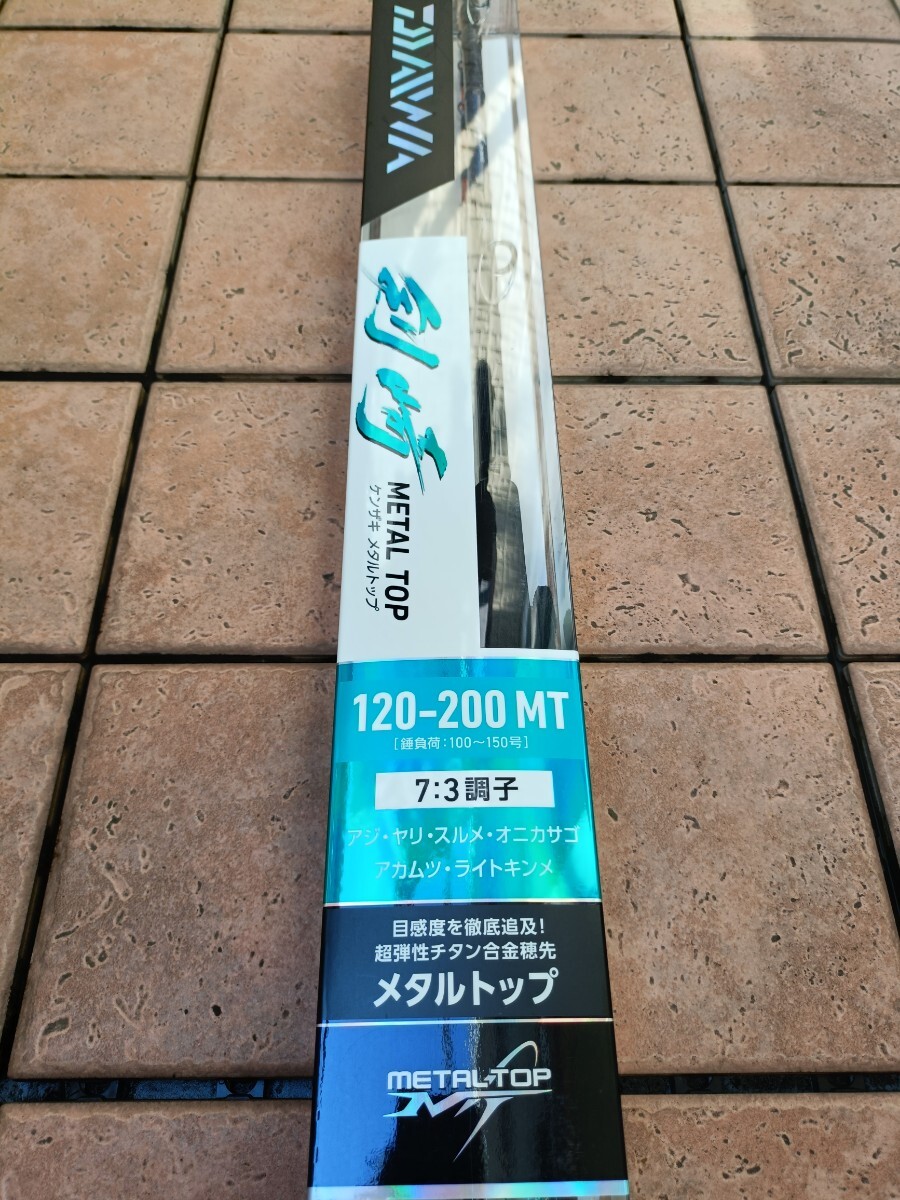 DAIWA
剣崎
METAL TOP
ケンザキ メタルトップ
120-200 MT
[錘負荷:100〜150号]
7:3調子
アジ・ヤリ・スルメ・オニカサゴ
アカムツ・ライトキンメ
目感度を徹底追及!
超弾性チタン合金穂先
メタルトップ
METAL TOP
MT